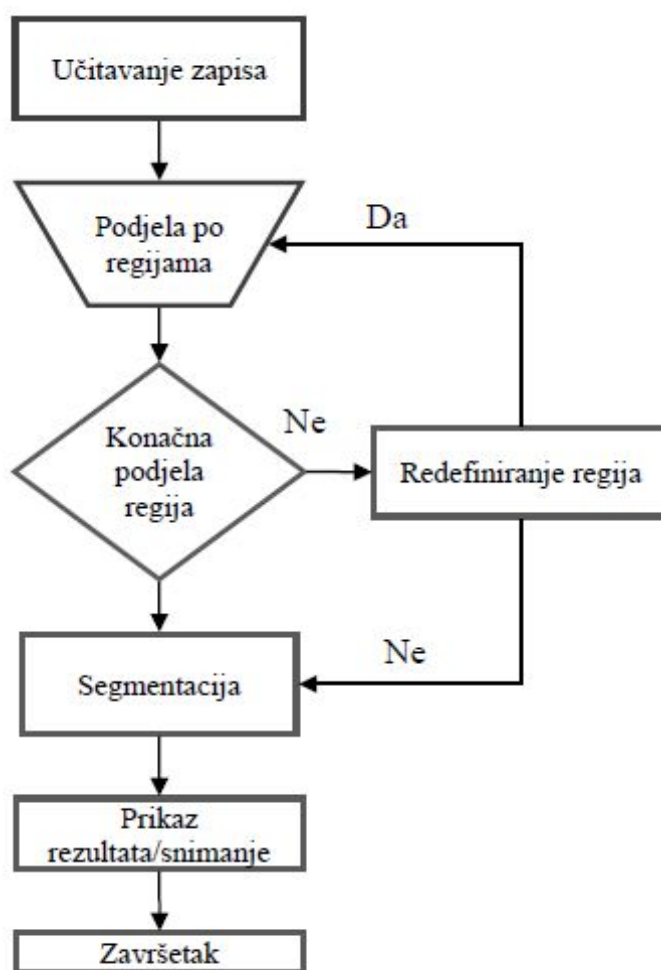 Učitavanje zapisa
Podjela po
regijama
Da
Konačna
podjela
regija
Ne
Redefiniranje regija
Ne
Segmentacija
Prikaz
rezultata/snimanje
Završetak